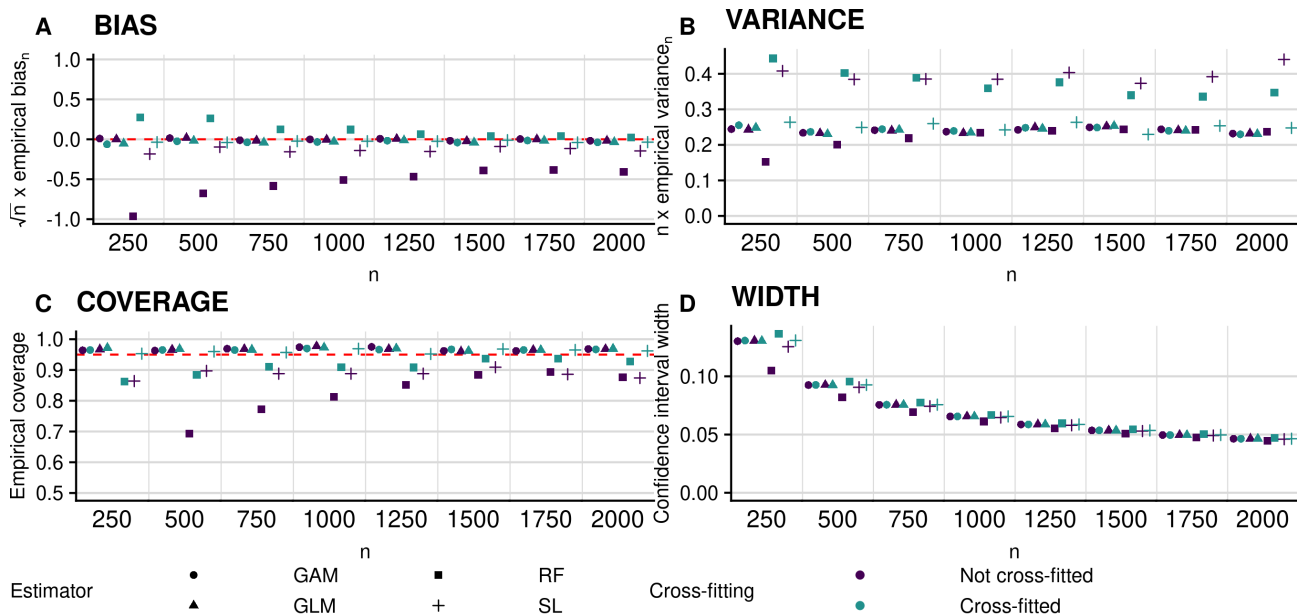 A BIAS
√n x empirical biasₙ
1.0
0.5
0.0
-0.5
-1.0
250 500 750 1000 1250 1500 1750 2000
n
B VARIANCE
n x empirical varianceₙ
0.4
0.3
0.2
0.1
0.0
250 500 750 1000 1250 1500 1750 2000
n
C COVERAGE
Empirical coverage
1.0
0.9
0.8
0.7
0.6
0.5
250 500 750 1000 1250 1500 1750 2000
n
D WIDTH
Confidence interval width
0.10
0.05
0.00
250 500 750 1000 1250 1500 1750 2000
n
Estimator
GAM
GLM
RF
SL
Cross-fitting
Not cross-fitted
Cross-fitted